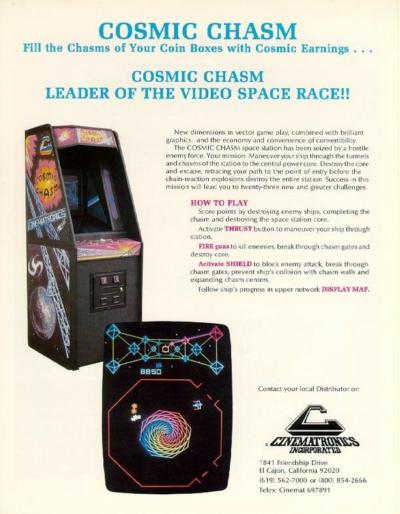 COSMIC CHASM
Fill the Chasms of Your Coin Boxes with Cosmic Earnings . . .
COSMIC CHASM
LEADER OF THE VIDEO SPACE RACE!!
New dimensions in vector game play, combined with brilliant
graphics and the economy and convenience of convertibility.
The COSMIC CHASM space station has been seized by a hostile
enemy force. Your mission: Maneuver your ship through the tunnels
and chasms of the station to the central power core. Destroy the core
and escape, retracing your path to the point of entry before the
chain-reaction explosions destroy the entire station. Success in this
mission will lead you to twenty-three new and greater challenges.
HOW TO PLAY
Score points by destroying enemy ships, completing the
chasm and destroying the space station core.
Activate THRUST button to maneuver your ship through
station.
FIRE guns to kill enemies, break through chasm gates and
destroy core.
Activate SHIELD to block enemy attack, break through
chasm gates, prevent ship's collision with chasm walls and
expanding chasm centers.
Follow ship's progress in upper network DISPLAY MAP.
COSMIC
CHASM
CINEMATRONICS
8850
Contact your local Distributor or:
CINEMATRONICS
INCORPORATED
1841 Friendship Drive
El Cajon, California 92020
(619) 562-7000 or (800) 854-2666
Telex: Cinemat 697891